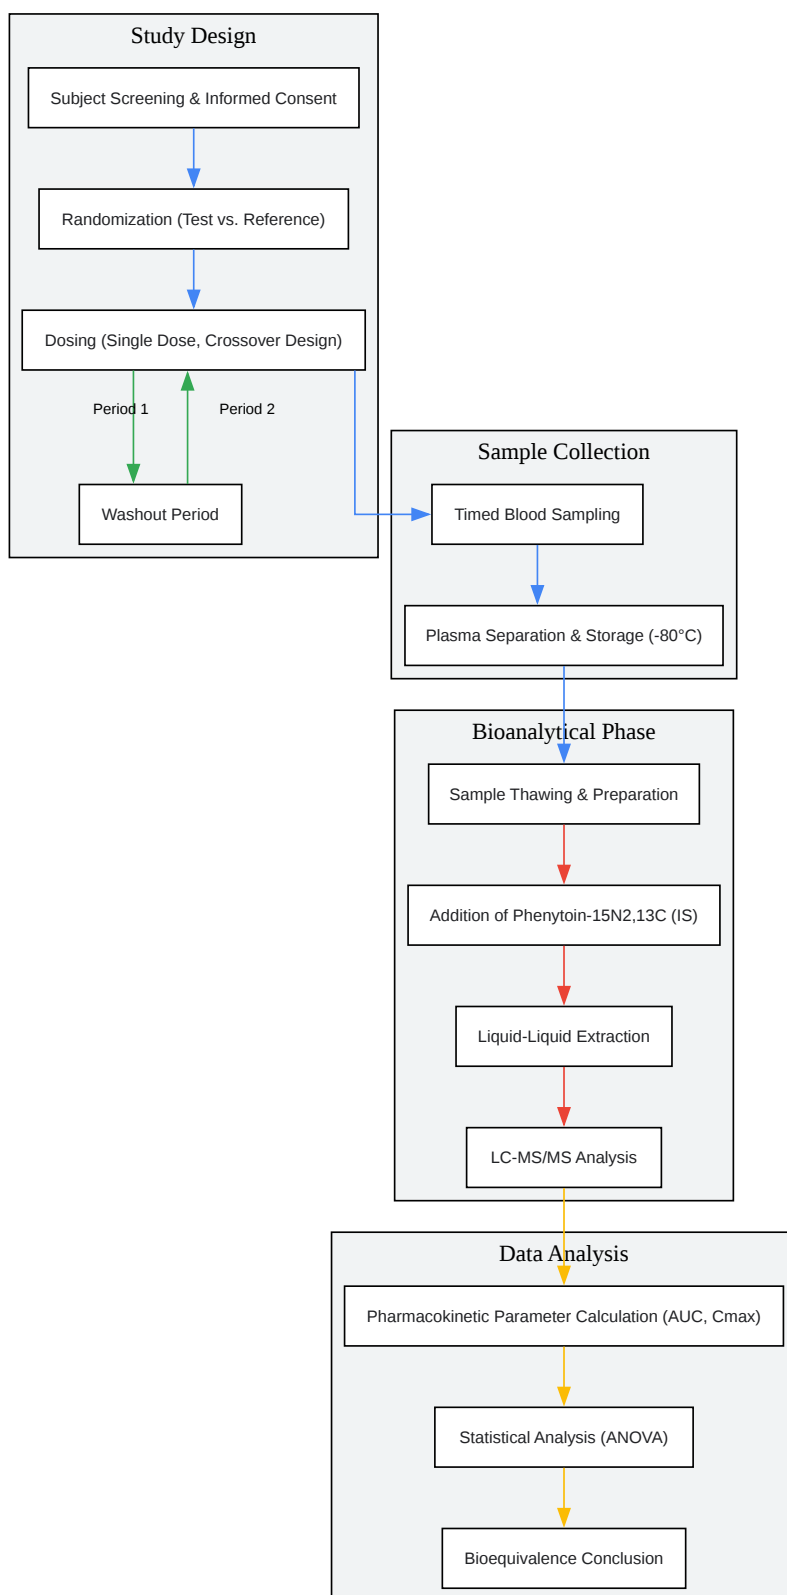 Study Design
Subject Screening & Informed Consent
Randomization (Test vs. Reference)
Dosing (Single Dose, Crossover Design)
Period 1
Period 2
Washout Period
Sample Collection
Timed Blood Sampling
Plasma Separation & Storage (-80°C)
Bioanalytical Phase
Sample Thawing & Preparation
Addition of Phenytoin-15N2,13C (IS)
Liquid-Liquid Extraction
LC-MS/MS Analysis
Data Analysis
Pharmacokinetic Parameter Calculation (AUC, Cmax)
Statistical Analysis (ANOVA)
Bioequivalence Conclusion